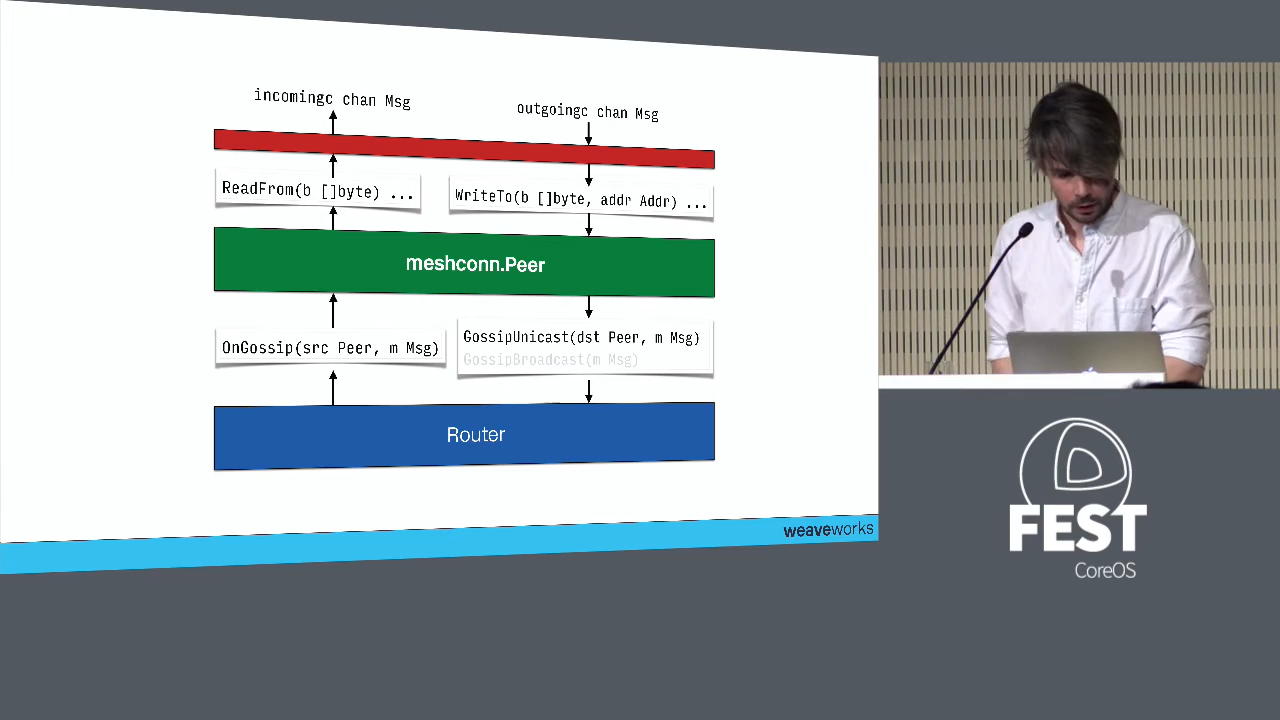 incomingc chan Msg
outgoingc chan Msg
ReadFrom(b []byte) ...
WriteTo(b []byte, addr Addr) ...
meshconn.Peer
OnGossip(src Peer, m Msg)
GossipUnicast(dst Peer, m Msg)
GossipBroadcast(m Msg)
Router
weaveworks
FEST
CoreOS